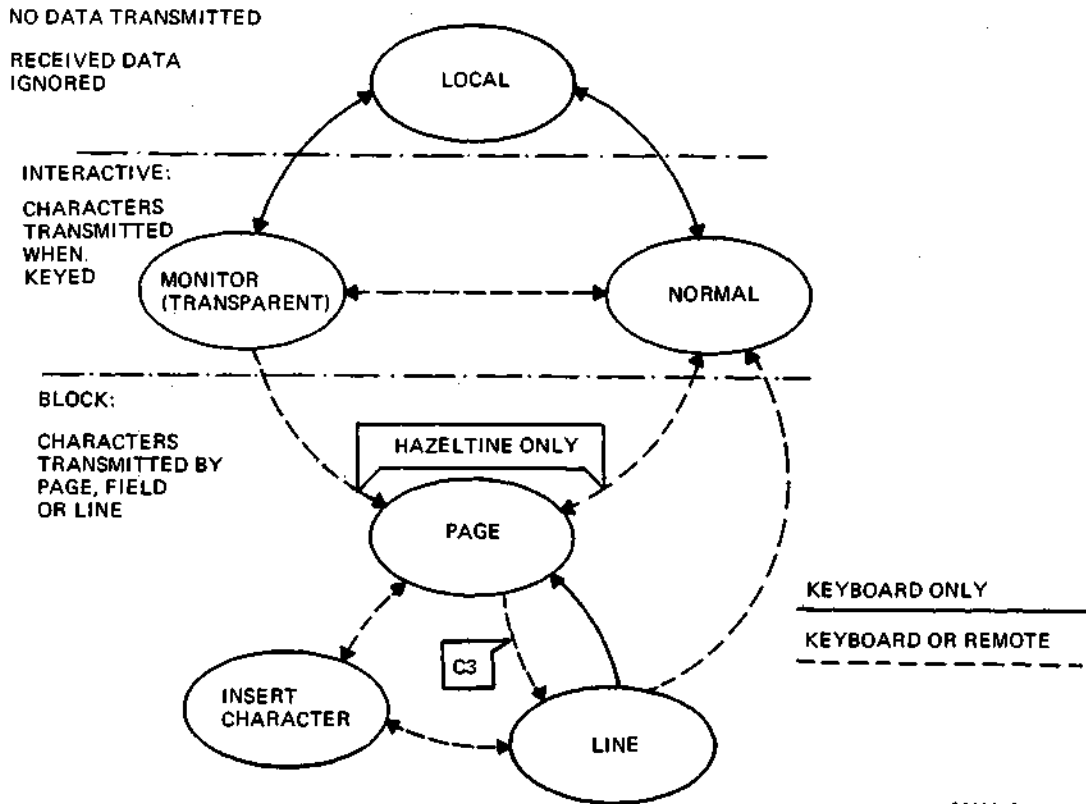 NO DATA TRANSMITTED
RECEIVED DATA
IGNORED
LOCAL
INTERACTIVE:
CHARACTERS
TRANSMITTED
WHEN.
KEYED
MONITOR
(TRANSPARENT)
NORMAL
BLOCK:
CHARACTERS
TRANSMITTED BY
PAGE, FIELD
OR LINE
HAZELTINE ONLY
PAGE
KEYBOARD ONLY
KEYBOARD OR REMOTE
C3
INSERT
CHARACTER
LINE